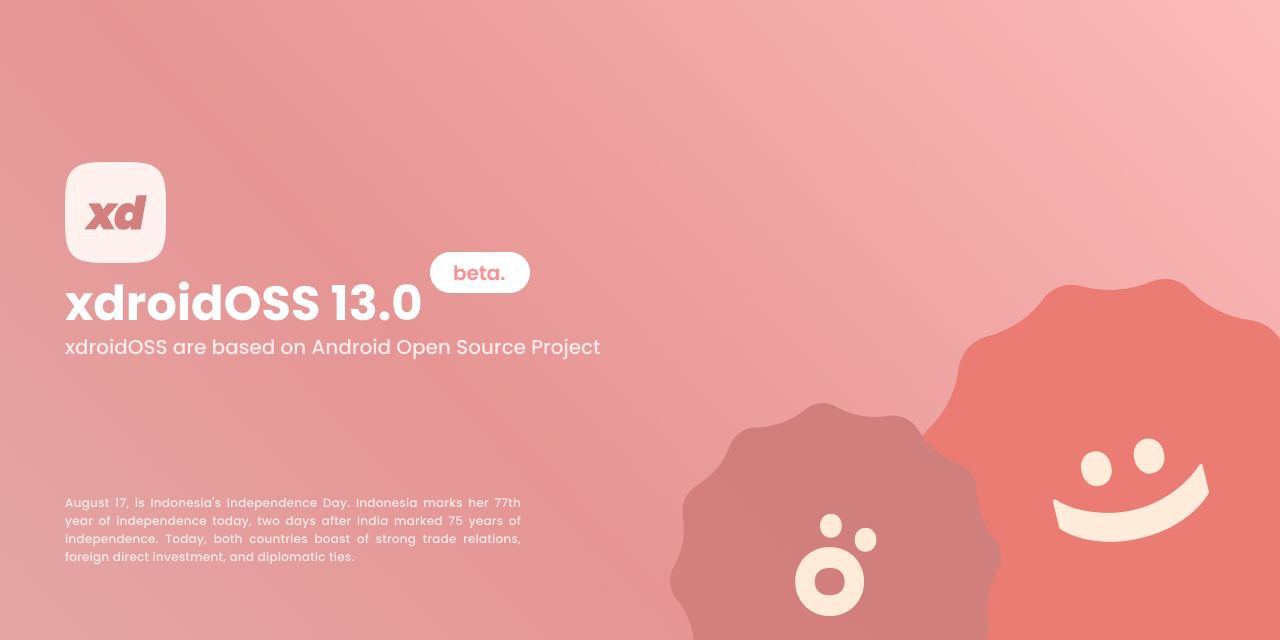 xd
beta.
xdroidOSS 13.0
xdroidOSS are based on Android Open Source Project
August 17, is Indonesia's Independence Day. Indonesia marks her 77th
year of independence today, two days after India marked 75 years of
independence. Today, both countries boast of strong trade relations,
foreign direct investment, and diplomatic ties.